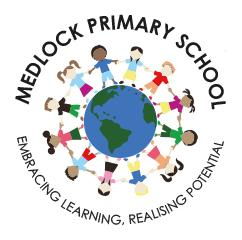 MEDLOCK PRIMARY SCHOOL
EMBRACING LEARNING, REALISING POTENTIAL